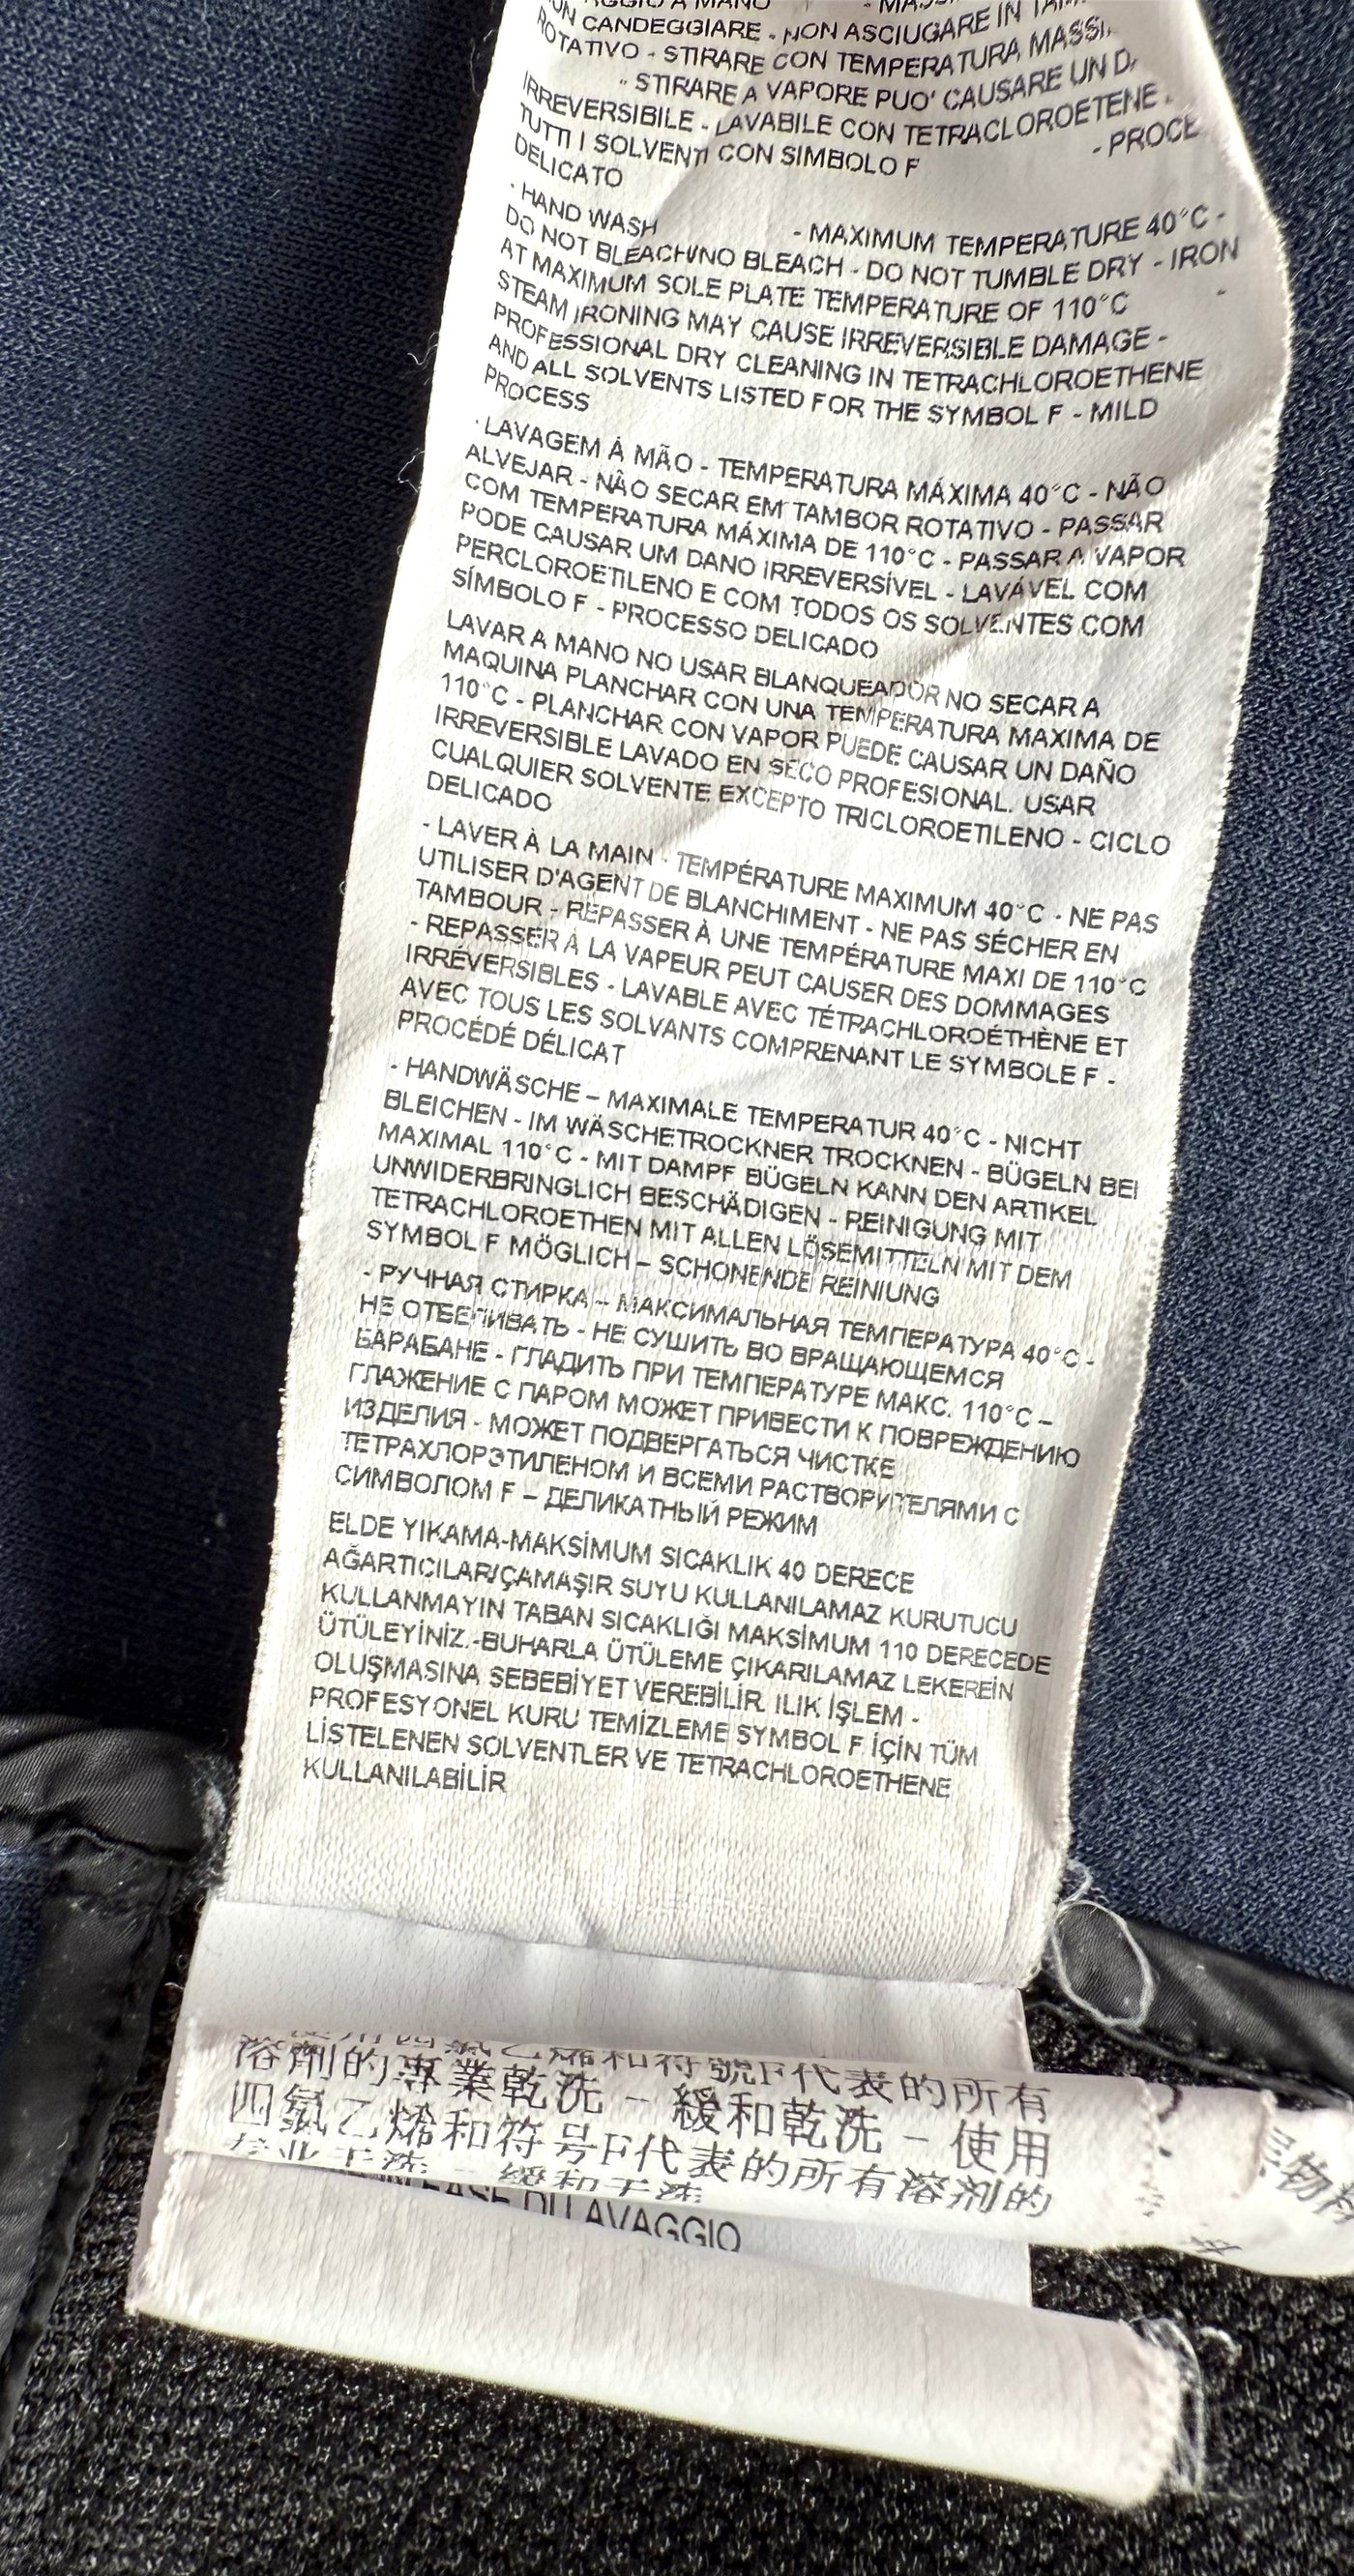 CANDEGGIARE - NON ASCIUGARE IN
ROTATIVO - STIRARE CON TEMPERATURA
- STIRARE A VAPORE PUO' CAUSARE UN
IRREVERSIBILE - LAVABILE CON TETRACLOROETENE
TUTTI I SOLVENTI CON SIMBOLO F -
DELICATO
- HAND WASH - MAXIMUM TEMPERATURE 40°C -
DO NOT BLEACH/NO BLEACH - DO NOT TUMBLE DRY - IRON
AT MAXIMUM SOLE PLATE TEMPERATURE OF 110°C -
STEAM IRONING MAY CAUSE IRREVERSIBLE DAMAGE -
PROFESSIONAL DRY CLEANING IN TETRACHLOROETHENE
AND ALL SOLVENTS LISTED FOR THE SYMBOL F - MILD
PROCESS
- LAVAGEM À MÃO - TEMPERATURA MÁXIMA 40°C - NÃO
ALVEJAR - NÃO SECAR EM TAMBOR ROTATIVO - PASSAR
COM TEMPERATURA MÁXIMA DE 110°C - PASSAR A VAPOR
PODE CAUSAR UM DANO IRREVERSÍVEL - LAVÁVEL COM
PERCLOROETILENO E COM TODOS OS SOLVENTES COM
SÍMBOLO F - PROCESSO DELICADO
LAVAR A MANO NO USAR BLANQUEADOR NO SECAR A
MAQUINA PLANCHAR CON UNA TEMPERATURA MAXIMA DE
110°C - PLANCHAR CON VAPOR PUEDE CAUSAR UN DAÑO
IRREVERSIBLE LAVADO EN SECO PROFESIONAL. USAR
CUALQUIER SOLVENTE EXCEPTO TRICLOROETILENO - CICLO
DELICADO
- LAVER À LA MAIN - TEMPÉRATURE MAXIMUM 40°C - NE PAS
UTILISER D'AGENT DE BLANCHIMENT - NE PAS SÉCHER EN
TAMBOUR - REPASSER À UNE TEMPÉRATURE MAXI DE 110°C
- REPASSER À LA VAPEUR PEUT CAUSER DES DOMMAGES
IRRÉVERSIBLES - LAVABLE AVEC TÉTRACHLOROÉTHÈNE ET
AVEC TOUS LES SOLVANTS COMPRENANT LE SYMBOLE F -
PROCÉDÉ DÉLICAT
- HANDWÄSCHE – MAXIMALE TEMPERATUR 40°C - NICHT
BLEICHEN - IM WÄSCHETROCKNER TROCKNEN - BÜGELN BEI
MAXIMAL 110°C - MIT DAMPF BÜGELN KANN DEN ARTIKEL
UNWIDERBRINGLICH BESCHÄDIGEN - REINIGUNG MIT
TETRACHLOROETHEN MIT ALLEN LÖSEMITTELN MIT DEM
SYMBOL F MÖGLICH – SCHONENDE REINIUNG
- РУЧНАЯ СТИРКА – МАКСИМАЛЬНАЯ ТЕМПЕРАТУРА 40°C -
НЕ ОТБЕЛИВАТЬ - НЕ СУШИТЬ ВО ВРАЩАЮЩЕМСЯ
БАРАБАНЕ - ГЛАДИТЬ ПРИ ТЕМПЕРАТУРЕ МАКС. 110°C –
ГЛАЖЕНИЕ С ПАРОМ МОЖЕТ ПРИВЕСТИ К ПОВРЕЖДЕНИЮ
ИЗДЕЛИЯ - МОЖЕТ ПОДВЕРГАТЬСЯ ЧИСТКЕ
ТЕТРАХЛОРЭТИЛЕНОМ И ВСЕМИ РАСТВОРИТЕЛЯМИ С
СИМВОЛОМ F – ДЕЛИКАТНЫЙ РЕЖИМ
ELDE YIKAMA-MAKSİMUM SICAKLIK 40 DERECE
AĞARTICILAR/ÇAMAŞIR SUYU KULLANILAMAZ KURUTUCU
KULLANMAYIN TABAN SICAKLIĞI MAKSİMUM 110 DERECEDE
ÜTÜLEYİNİZ.-BUHARLA ÜTÜLEME ÇIKARILAMAZ LEKEREİN
OLUŞMASINA SEBEBİYET VEREBİLİR. ILIK İŞLEM -
PROFESYONEL KURU TEMİZLEME SYMBOL F İÇİN TÜM
LİSTELENEN SOLVENTLER VE TETRACHLOROETHENE
KULLANILABİLİR
溶劑的專業乾洗 – 緩和乾洗 – 使用
四氯乙烯和符号F代表的所有溶剂的
DI LAVAGGIO